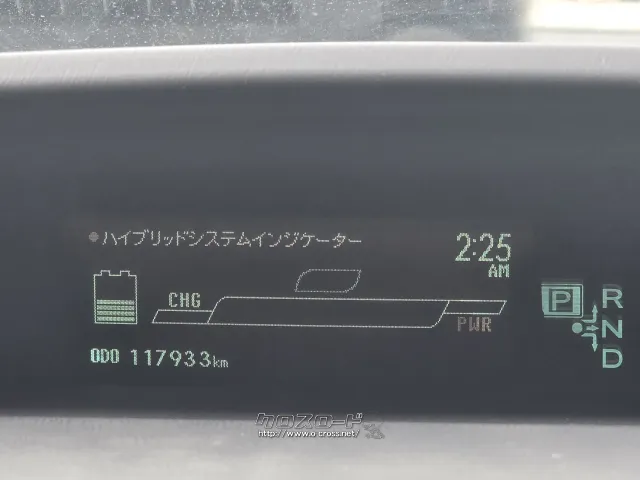 ハイブリッドシステムインジケーター
2:25
AM
CHG
PWR
ODO 117933km
P
R
N
D
クロスロード
http://www.o-cross.net/